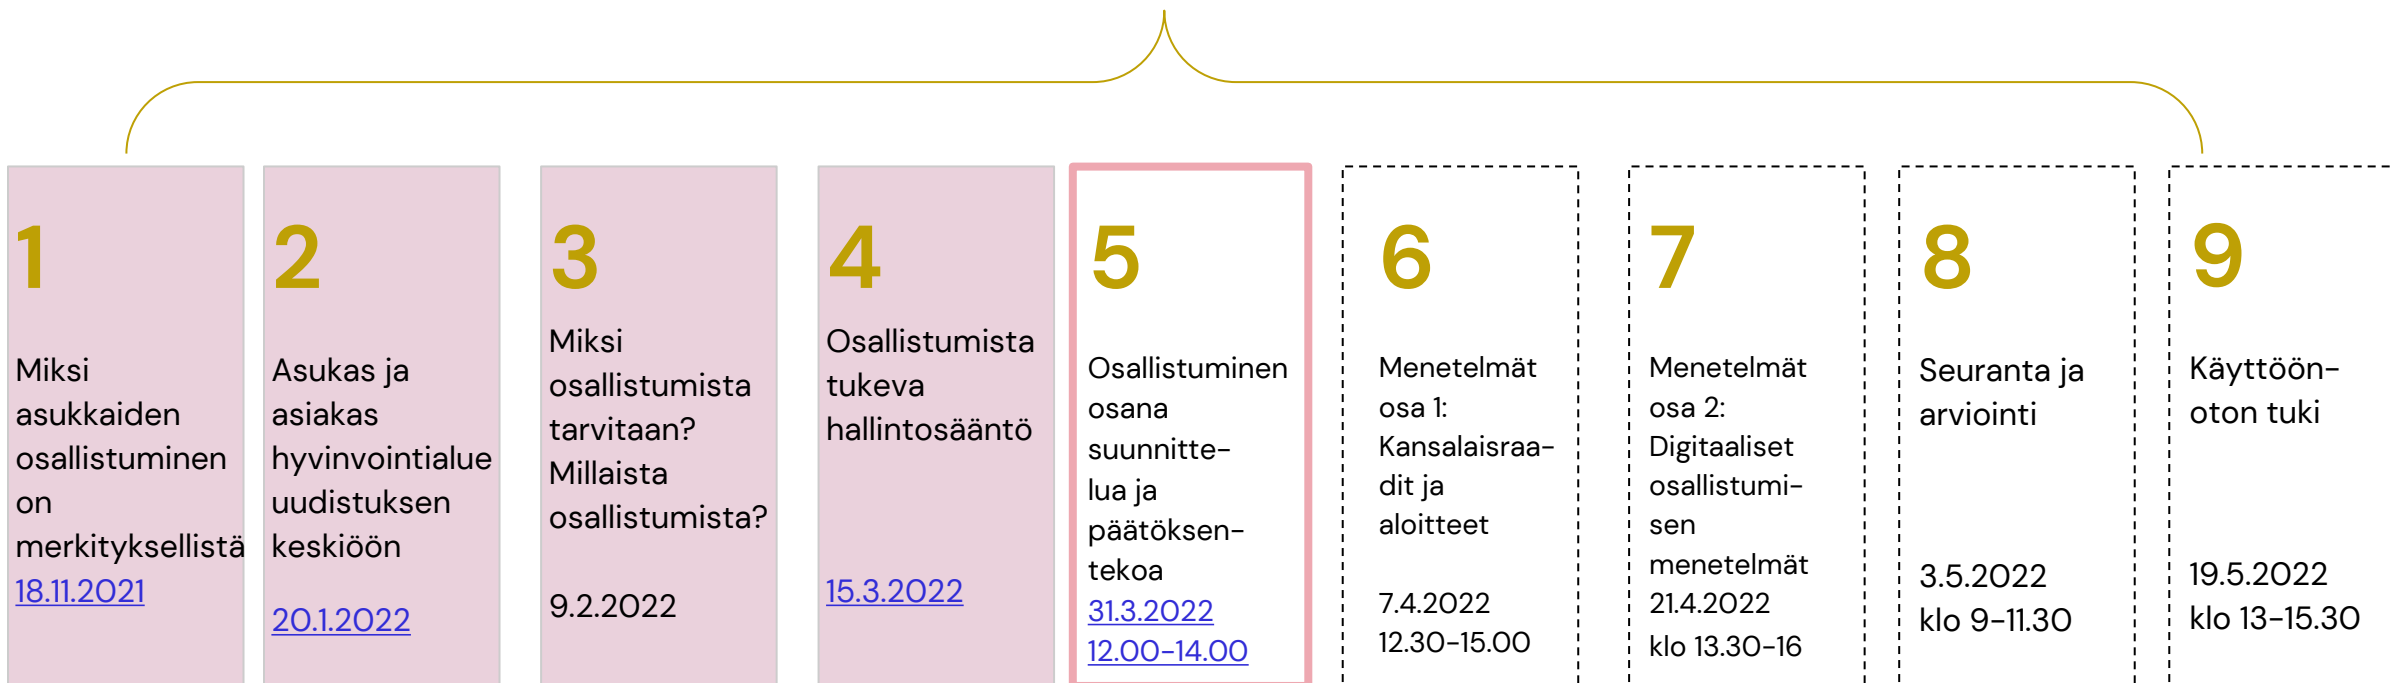 1
Miksi
asukkaiden
osallistuminen
on
merkityksellistä
18.11.2021
2
Asukas ja
asiakas
hyvinvointialue
uudistuksen
keskiöön
20.1.2022
3
Miksi
osallistumista
tarvitaan?
Millaista
osallistumista?
9.2.2022
4
Osallistumista
tukeva
hallintosääntö
15.3.2022
5
Osallistuminen
osana
suunnitte-
lua ja
päätöksen-
tekoa
31.3.2022
12.00-14.00
6
Menetelmät
osa 1:
Kansalaisraa-
dit ja
aloitteet
7.4.2022
12.30-15.00
7
Menetelmät
osa 2:
Digitaaliset
osallistumi-
sen
menetelmät
21.4.2022
klo 13.30-16
8
Seuranta ja
arviointi
3.5.2022
klo 9-11.30
9
Käyttöön-
oton tuki
19.5.2022
klo 13-15.30